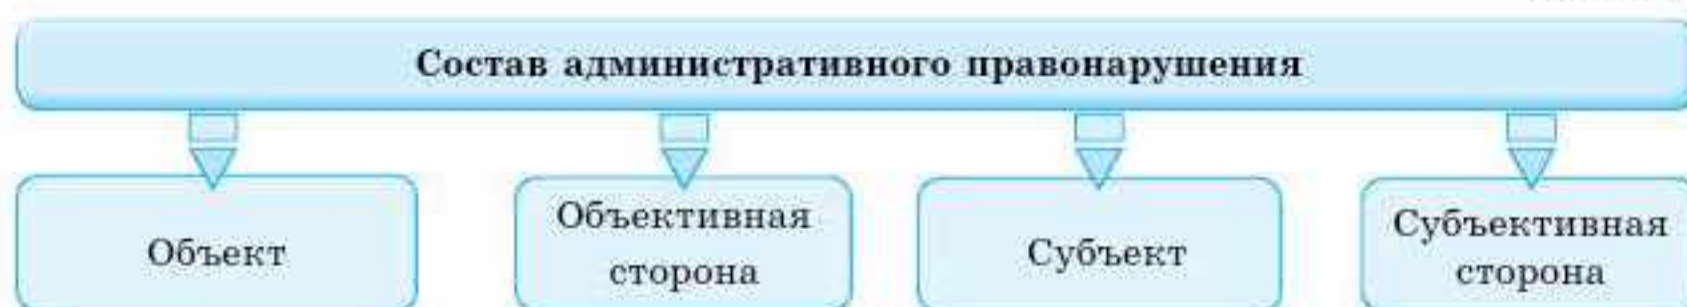 Состав административного правонарушения
Объект
Объективная
сторона
Субъект
Субъективная
сторона